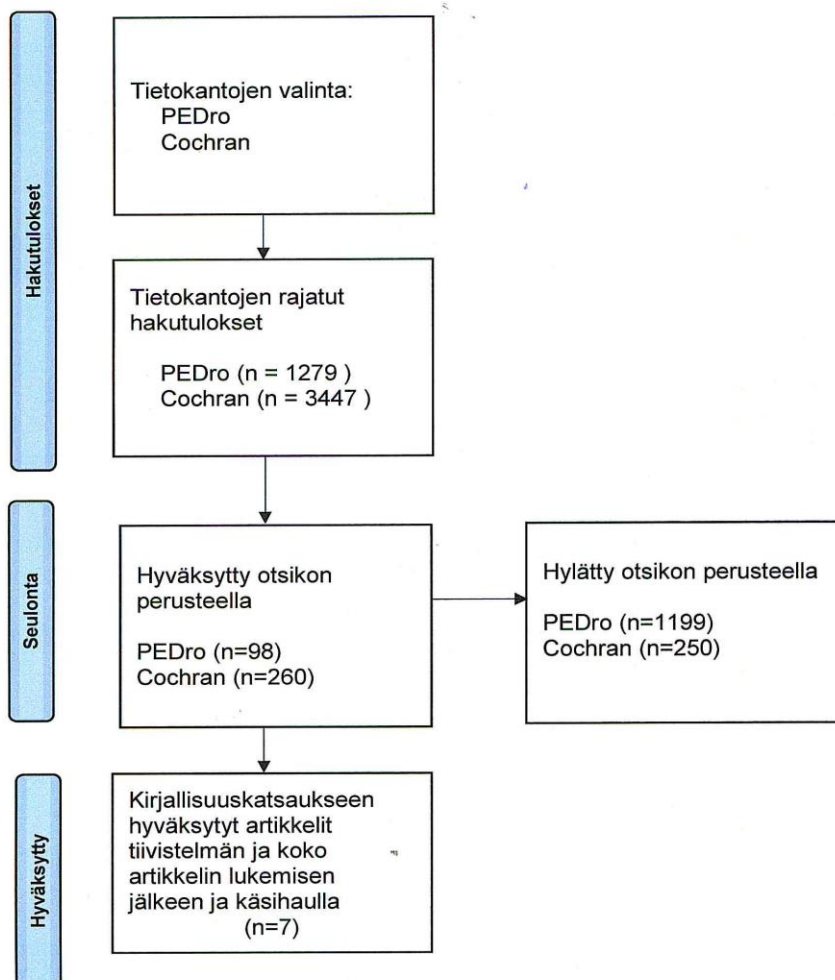 Hakutulokset
Tietokantojen valinta:
PEDro
Cochran
Tietokantojen rajatut
hakutulokset
PEDro (n = 1279 )
Cochran (n = 3447 )
Seulonta
Hyväksytty otsikon
perusteella
PEDro (n=98)
Cochran (n=260)
Hylätty otsikon perusteella
PEDro (n=1199)
Cochran (n=250)
Hyväksytty
Kirjallisuuskatsaukseen
hyväksytyt artikkelit
tiivistelmän ja koko
artikkelin lukemisen
jälkeen ja käsihaulla
(n=7)